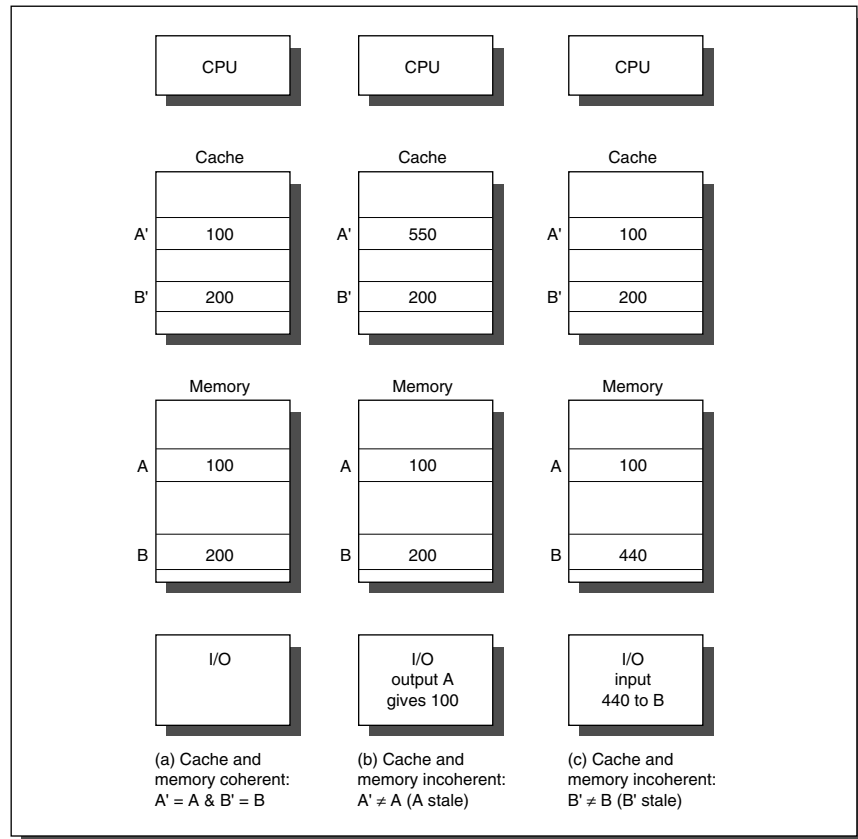 CPU
CPU
CPU
Cache
Cache
Cache
A' 100
A' 550
A' 100
B' 200
B' 200
B' 200
Memory
Memory
Memory
A 100
A 100
A 100
B 200
B 200
B 440
I/O
I/O
output A
gives 100
I/O
input
440 to B
(a) Cache and
memory coherent:
A' = A & B' = B
(b) Cache and
memory incoherent:
A' ≠ A (A stale)
(c) Cache and
memory incoherent:
B' ≠ B (B' stale)